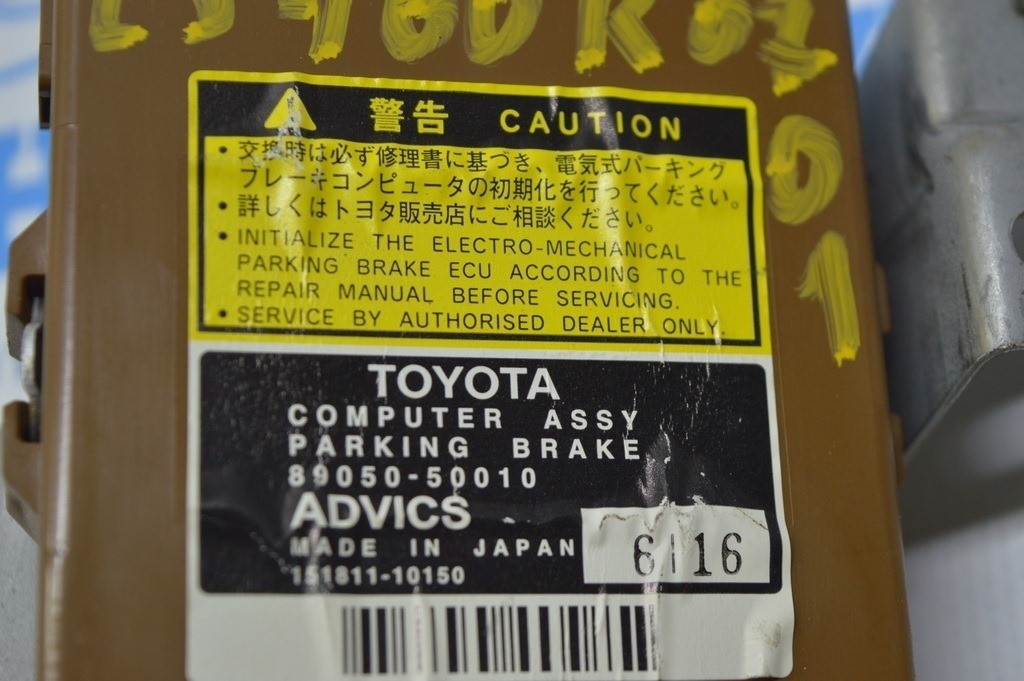 LS460R01
01
警告 CAUTION
・交換時は必ず修理書に基づき、電気式パーキング
ブレーキコンピュータの初期化を行ってください。
・詳しくはトヨタ販売店にご相談ください。
・INITIALIZE THE ELECTRO-MECHANICAL
PARKING BRAKE ECU ACCORDING TO THE
REPAIR MANUAL BEFORE SERVICING.
・SERVICE BY AUTHORISED DEALER ONLY.
TOYOTA
COMPUTER ASSY
PARKING BRAKE
89050-50010
ADVICS
MADE IN JAPAN
151811-10150
6116